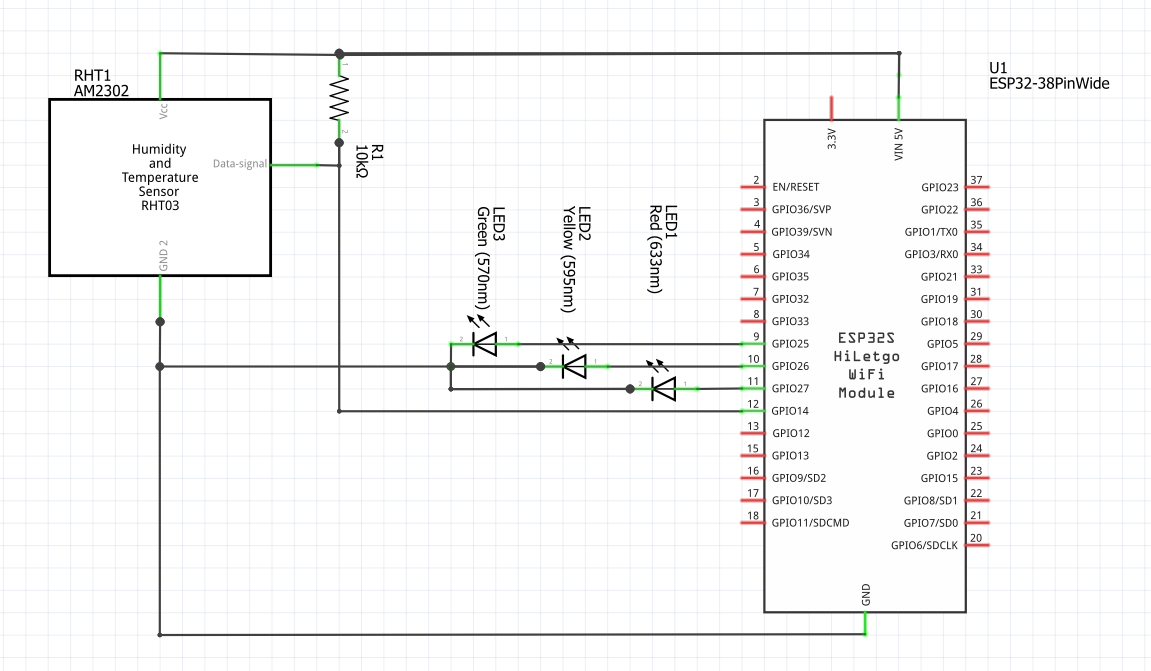 RHT1
AM2302
Vcc
Humidity
and
Temperature
Sensor
RHT03
Data-signal
GND 2
1
2
R1
10kΩ
LED3
Green (570nm)
2
1
LED2
Yellow (595nm)
2
1
LED1
Red (633nm)
2
1
U1
ESP32-38PinWide
3.3V
VIN 5V
2 EN/RESET
3 GPIO36/SVP
4 GPIO39/SVN
5 GPIO34
6 GPIO35
7 GPIO32
8 GPIO33
9 GPIO25
10 GPIO26
11 GPIO27
12 GPIO14
13 GPIO12
15 GPIO13
16 GPIO9/SD2
17 GPIO10/SD3
18 GPIO11/SDCMD
ESP32S
HiLetgo
WiFi
Module
GPIO23 37
GPIO22 36
GPIO1/TX0 35
GPIO3/RX0 34
GPIO21 33
GPIO19 31
GPIO18 30
GPIO5 29
GPIO17 28
GPIO16 27
GPIO4 26
GPIO0 25
GPIO2 24
GPIO15 23
GPIO8/SD1 22
GPIO7/SD0 21
GPIO6/SDCLK 20
GND